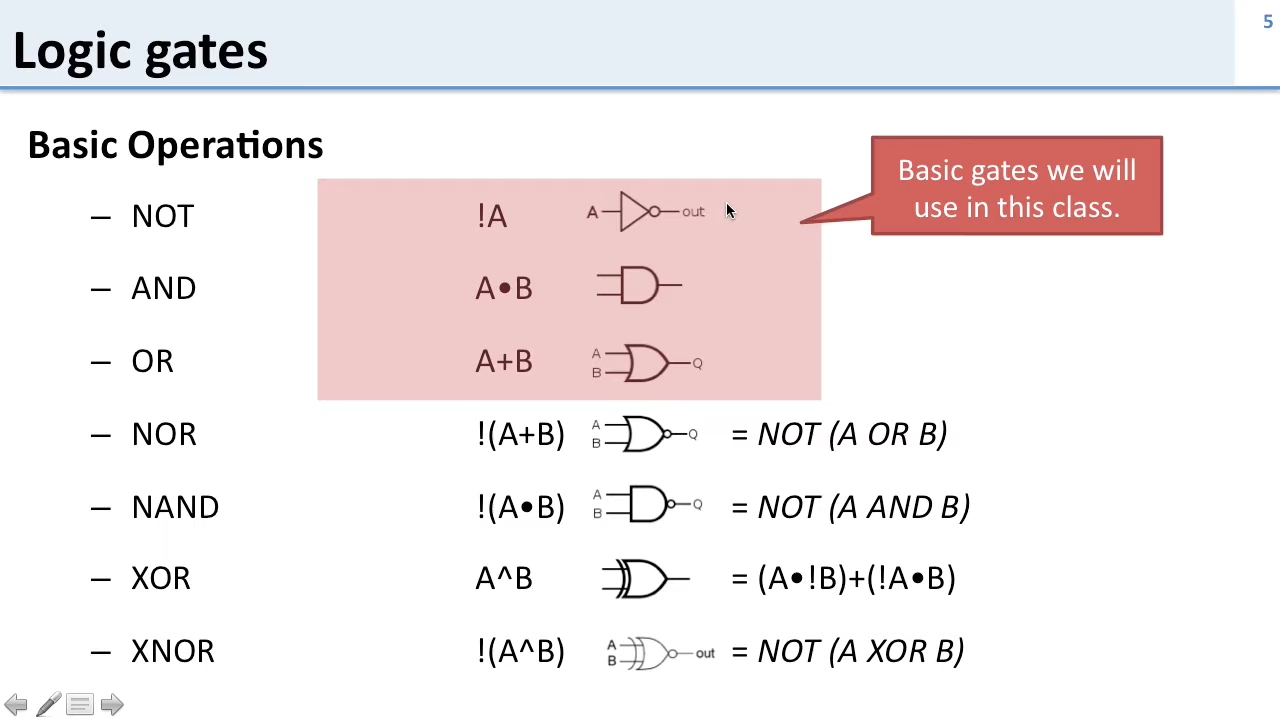 5
Logic gates
Basic Operations
Basic gates we will
use in this class.
– NOT !A A out
– AND A•B
– OR A+B A B Q
– NOR !(A+B) A B Q = NOT (A OR B)
– NAND !(A•B) A B Q = NOT (A AND B)
– XOR A^B = (A•!B)+(!A•B)
– XNOR !(A^B) A B out = NOT (A XOR B)